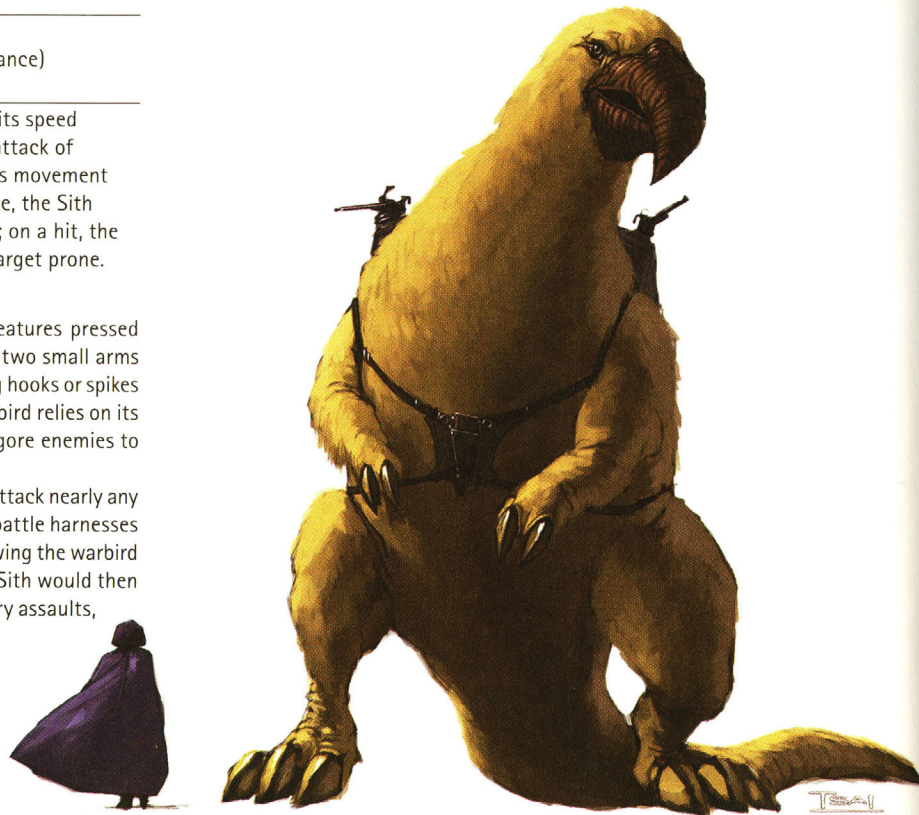 ance)
its speed
attack of
s movement
e, the Sith
; on a hit, the
arget prone.
eatures pressed
two small arms
g hooks or spikes
bird relies on its
gore enemies to
ttack nearly any
battle harnesses
wing the warbird
Sith would then
ry assaults,
TSAI